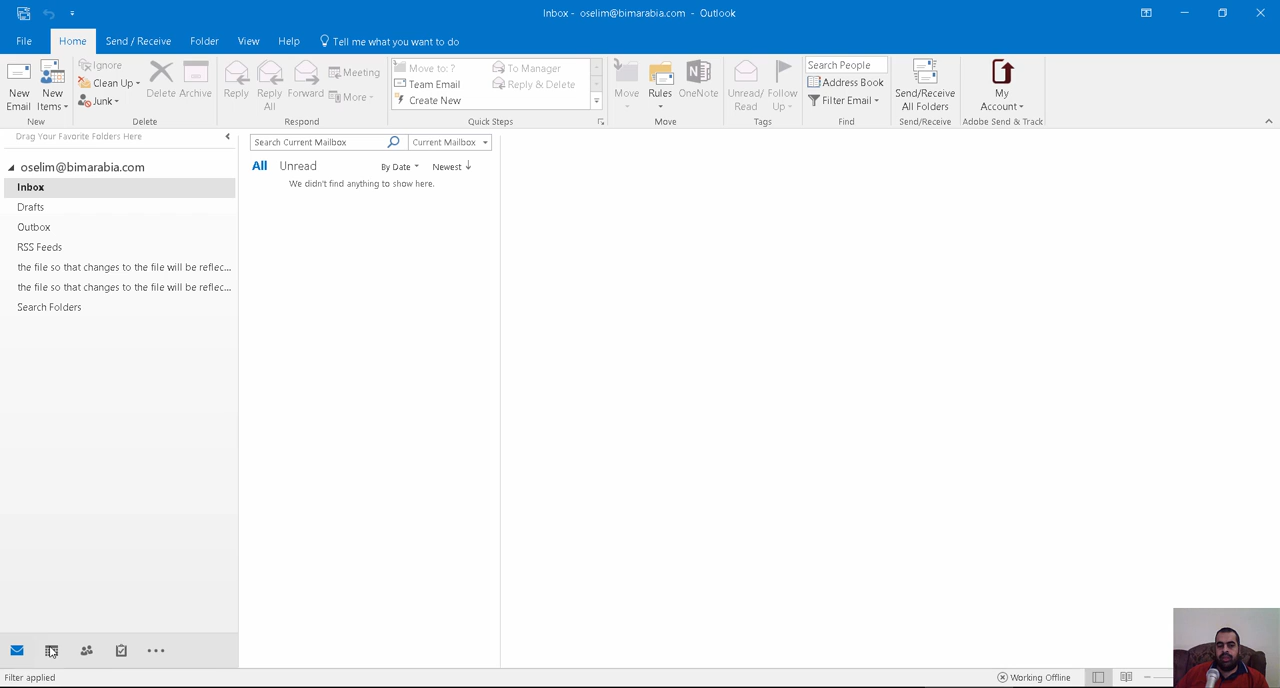 Inbox - oselim@bimarabia.com - Outlook
File Home Send / Receive Folder View Help Tell me what you want to do
New Email
New Items
New
Ignore
Clean Up
Junk
Delete Archive
Delete
Reply
Reply All
Forward
Meeting
More
Respond
Move to: ?
Team Email
Create New
To Manager
Reply & Delete
Quick Steps
Move
Rules
OneNote
Move
Unread/ Read
Follow Up
Tags
Search People
Address Book
Filter Email
Find
Send/Receive All Folders
Send/Receive
My Account
Adobe Send & Track
Drag Your Favorite Folders Here
oselim@bimarabia.com
Inbox
Drafts
Outbox
RSS Feeds
the file so that changes to the file will be reflec...
the file so that changes to the file will be reflec...
Search Folders
Search Current Mailbox Current Mailbox
All Unread By Date Newest
We didn't find anything to show here.
Filter applied
Working Offline